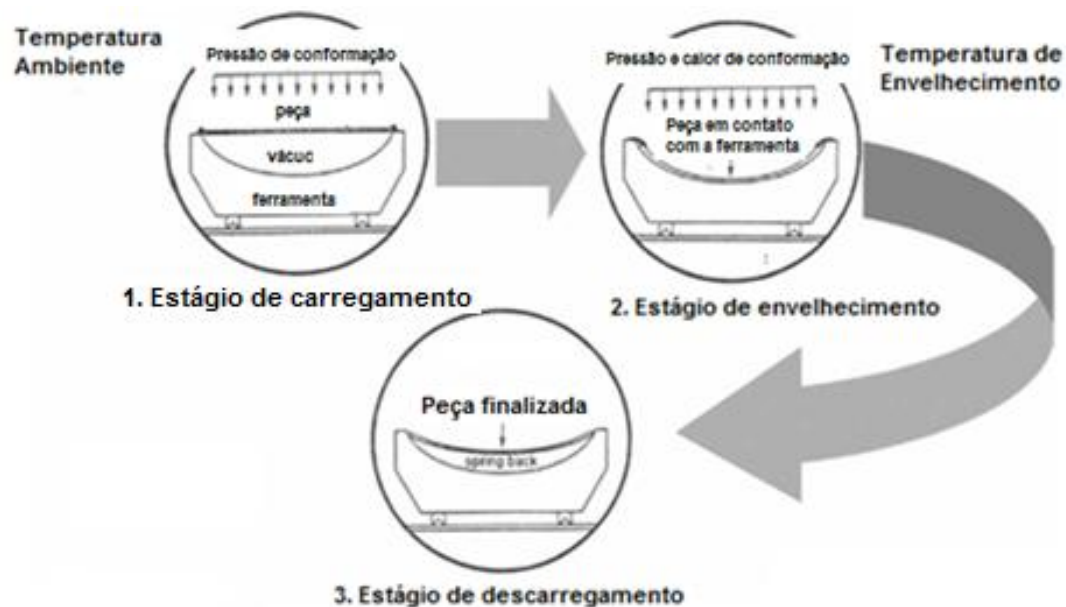 Temperatura
Ambiente
Pressão de conformação
peça
vácuc
ferramenta
1. Estágio de carregamento
Pressão e calor de conformação
Peça em contato
com a ferramenta
Temperatura de
Envelhecimento
2. Estágio de envelhecimento
Peça finalizada
spring back
3. Estágio de descarregamento